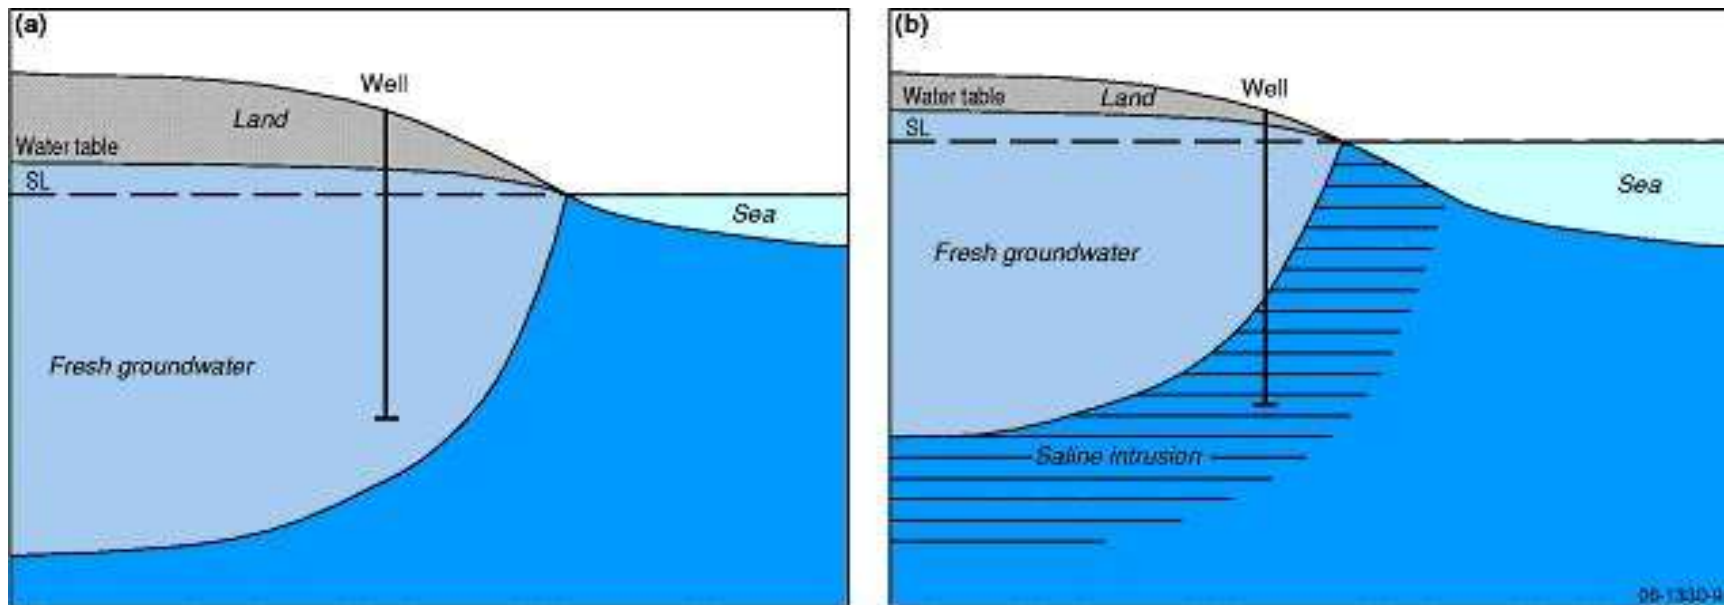 (a)
Well
Land
Water table
SL
Sea
Fresh groundwater
(b)
Well
Water table
Land
SL
Sea
Fresh groundwater
Saline intrusion